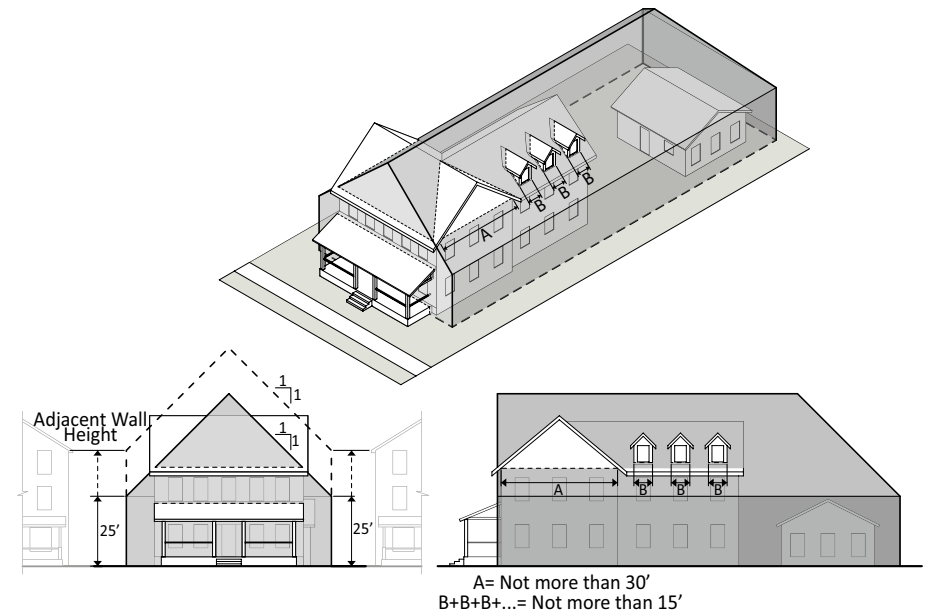 A
B
B
B
1
1
Adjacent Wall
Height
1
1
25’
25’
A
B
B
B
A= Not more than 30’
B+B+B+...= Not more than 15’